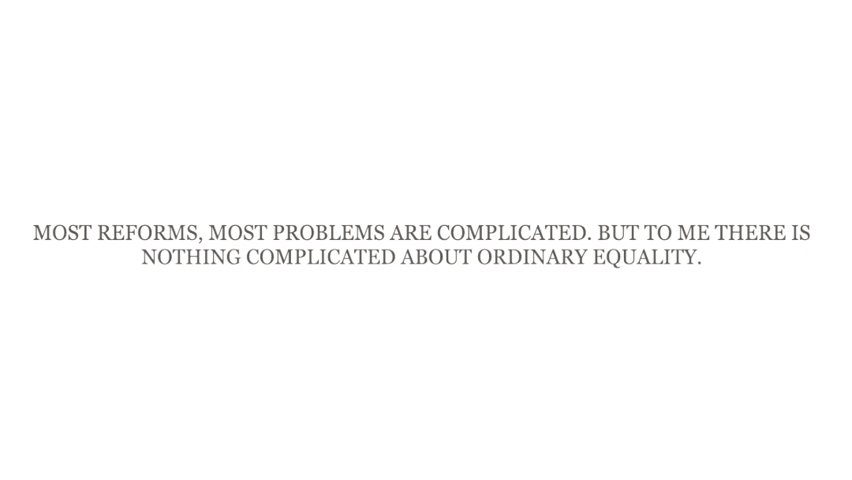 MOST REFORMS, MOST PROBLEMS ARE COMPLICATED. BUT TO ME THERE IS
NOTHING COMPLICATED ABOUT ORDINARY EQUALITY.